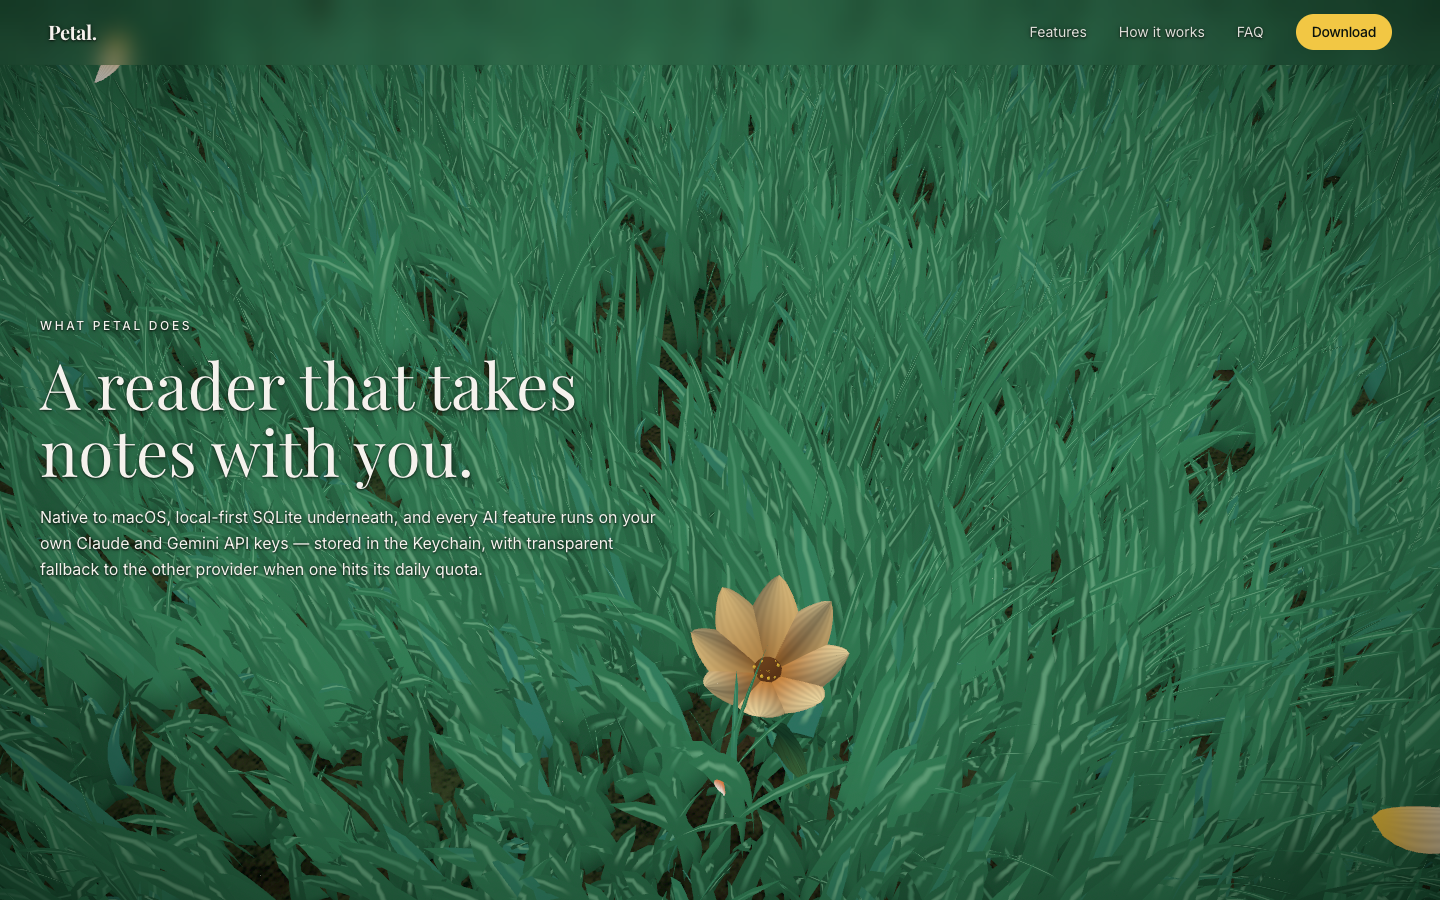 Petal.
Features
How it works
FAQ
Download
WHAT PETAL DOES
A reader that takes
notes with you.
Native to macOS, local-first SQLite underneath, and every AI feature runs on your
own Claude and Gemini API keys — stored in the Keychain, with transparent
fallback to the other provider when one hits its daily quota.